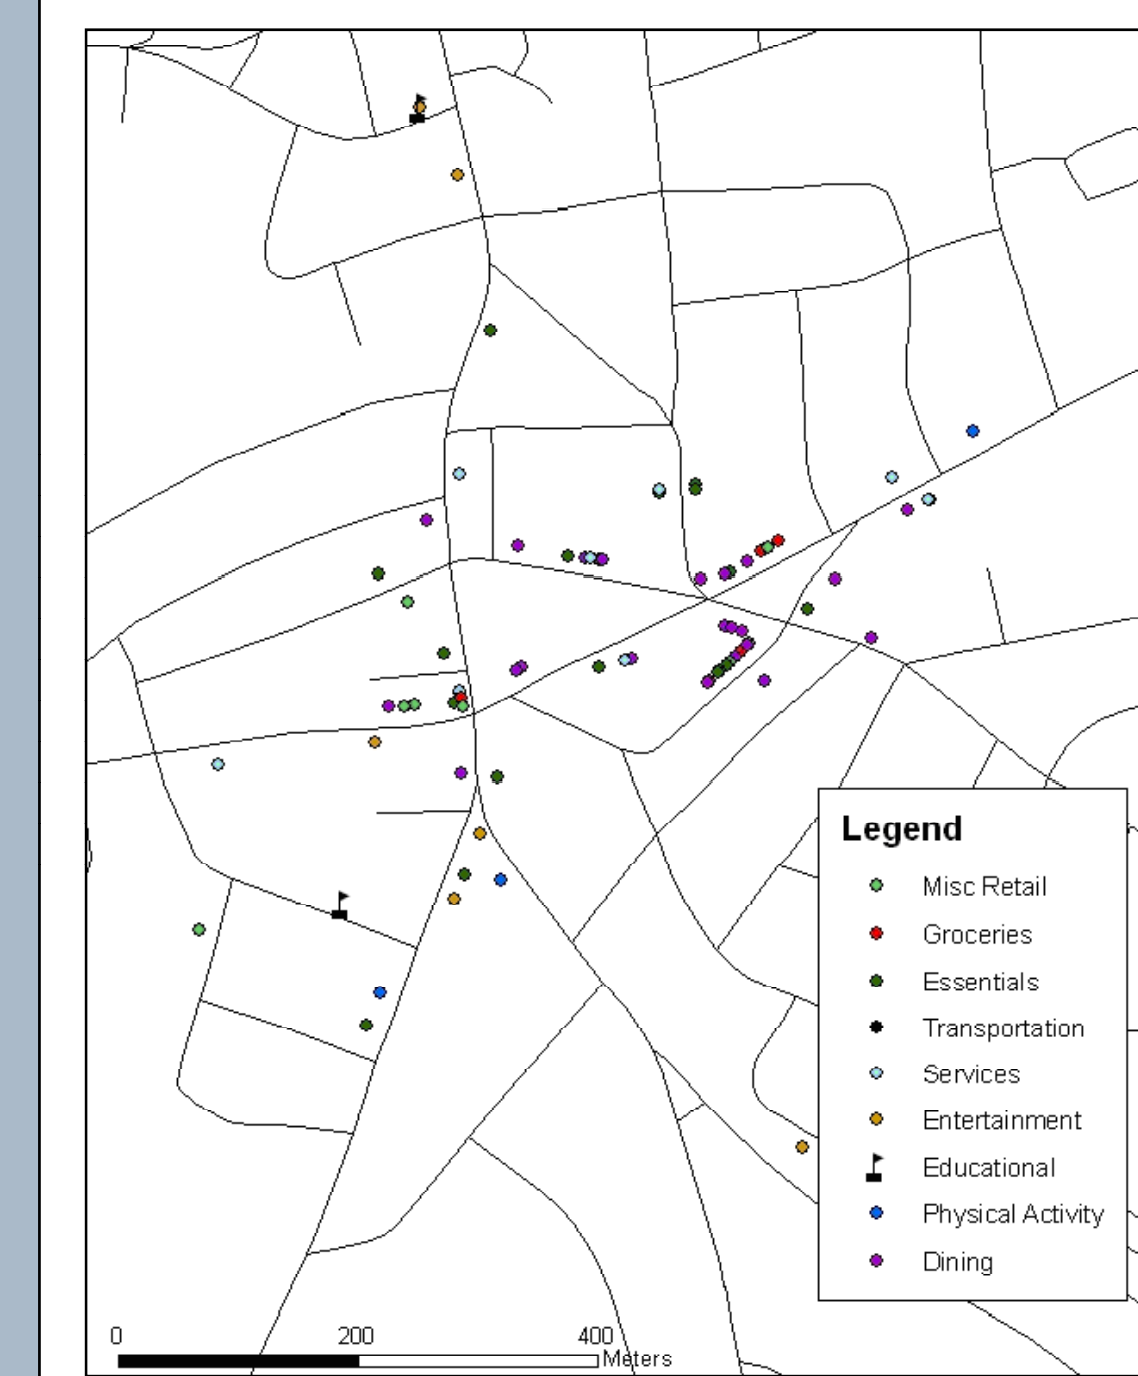 Legend
Misc Retail
Groceries
Essentials
Transportation
Services
Entertainment
Educational
Physical Activity
Dining
0 200 400
Meters